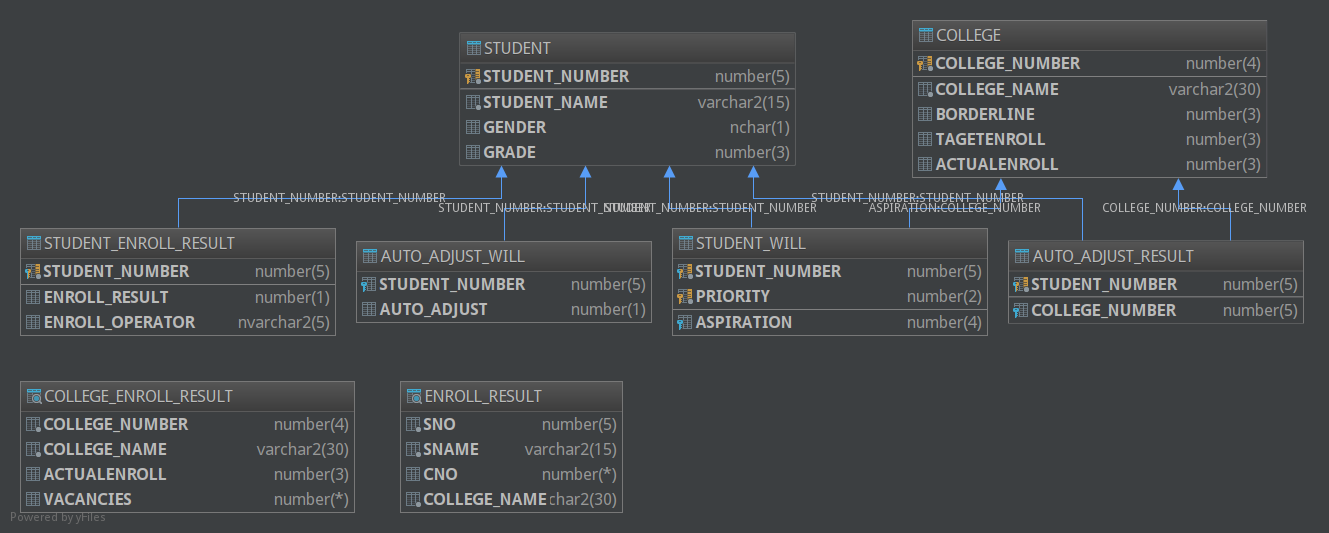 STUDENT
STUDENT_NUMBER number(5)
STUDENT_NAME varchar2(15)
GENDER nchar(1)
GRADE number(3)
COLLEGE
COLLEGE_NUMBER number(4)
COLLEGE_NAME varchar2(30)
BORDERLINE number(3)
TAGETENROLL number(3)
ACTUALENROLL number(3)
STUDENT_NUMBER:STUDENT_NUMBER
STUDENT_NUMBER:STUDENT_NUMBER
STUDENT_NUMBER:STUDENT_NUMBER
STUDENT_NUMBER:STUDENT_NUMBER
ASPIRATION:COLLEGE_NUMBER
COLLEGE_NUMBER:COLLEGE_NUMBER
STUDENT_ENROLL_RESULT
STUDENT_NUMBER number(5)
ENROLL_RESULT number(1)
ENROLL_OPERATOR nvarchar2(5)
AUTO_ADJUST_WILL
STUDENT_NUMBER number(5)
AUTO_ADJUST number(1)
STUDENT_WILL
STUDENT_NUMBER number(5)
PRIORITY number(2)
ASPIRATION number(4)
AUTO_ADJUST_RESULT
STUDENT_NUMBER number(5)
COLLEGE_NUMBER number(5)
COLLEGE_ENROLL_RESULT
COLLEGE_NUMBER number(4)
COLLEGE_NAME varchar2(30)
ACTUALENROLL number(3)
VACANCIES number(*)
ENROLL_RESULT
SNO number(5)
SNAME varchar2(15)
CNO number(*)
COLLEGE_NAME char2(30)
Powered by yFiles